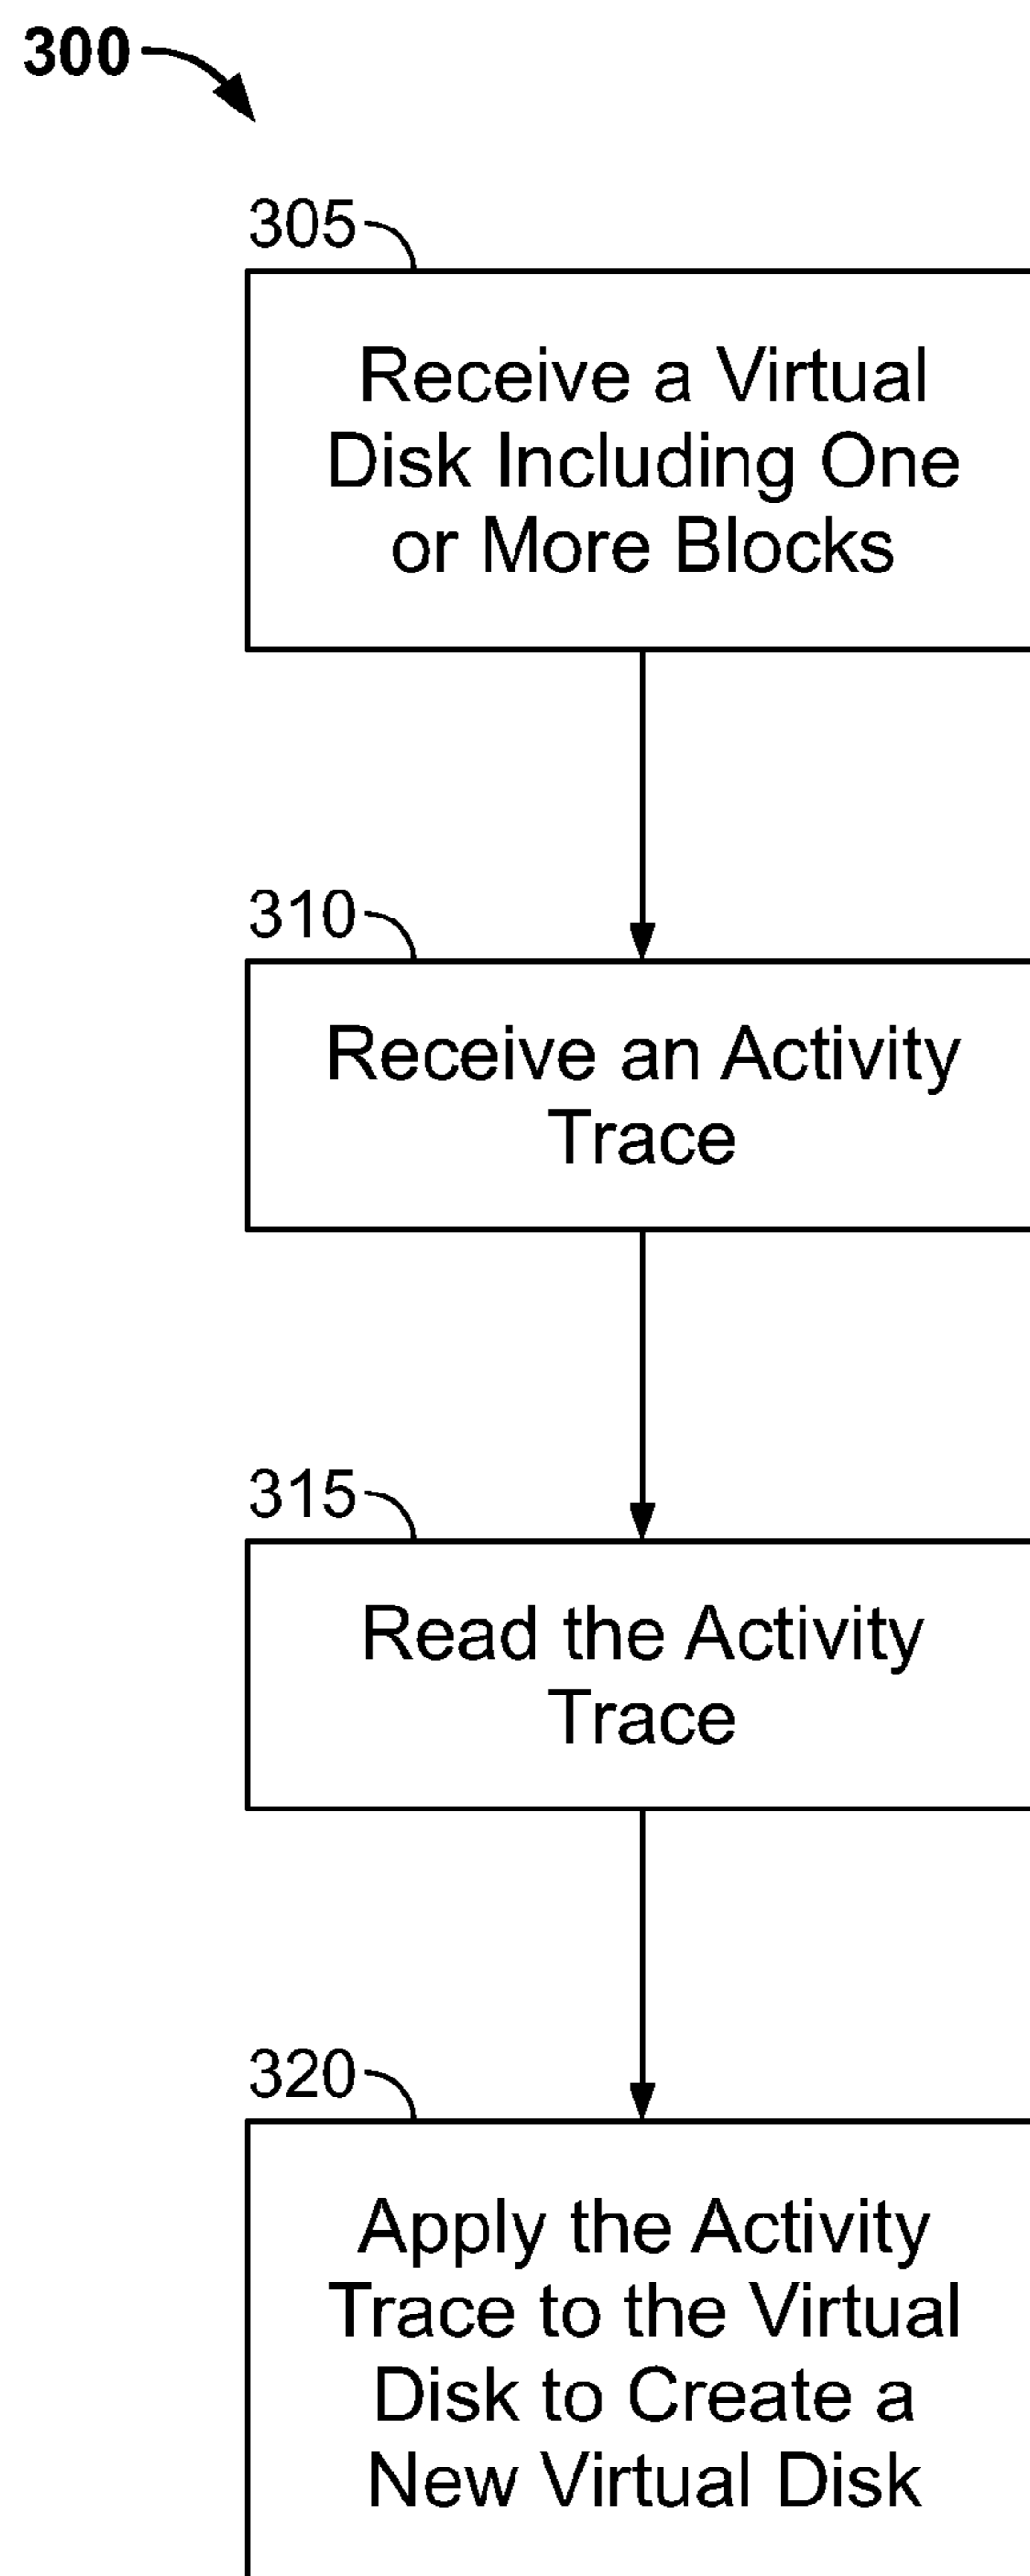 300
305
Receive a Virtual
Disk Including One
or More Blocks
310
Receive an Activity
Trace
315
Read the Activity
Trace
320
Apply the Activity
Trace to the Virtual
Disk to Create a
New Virtual Disk